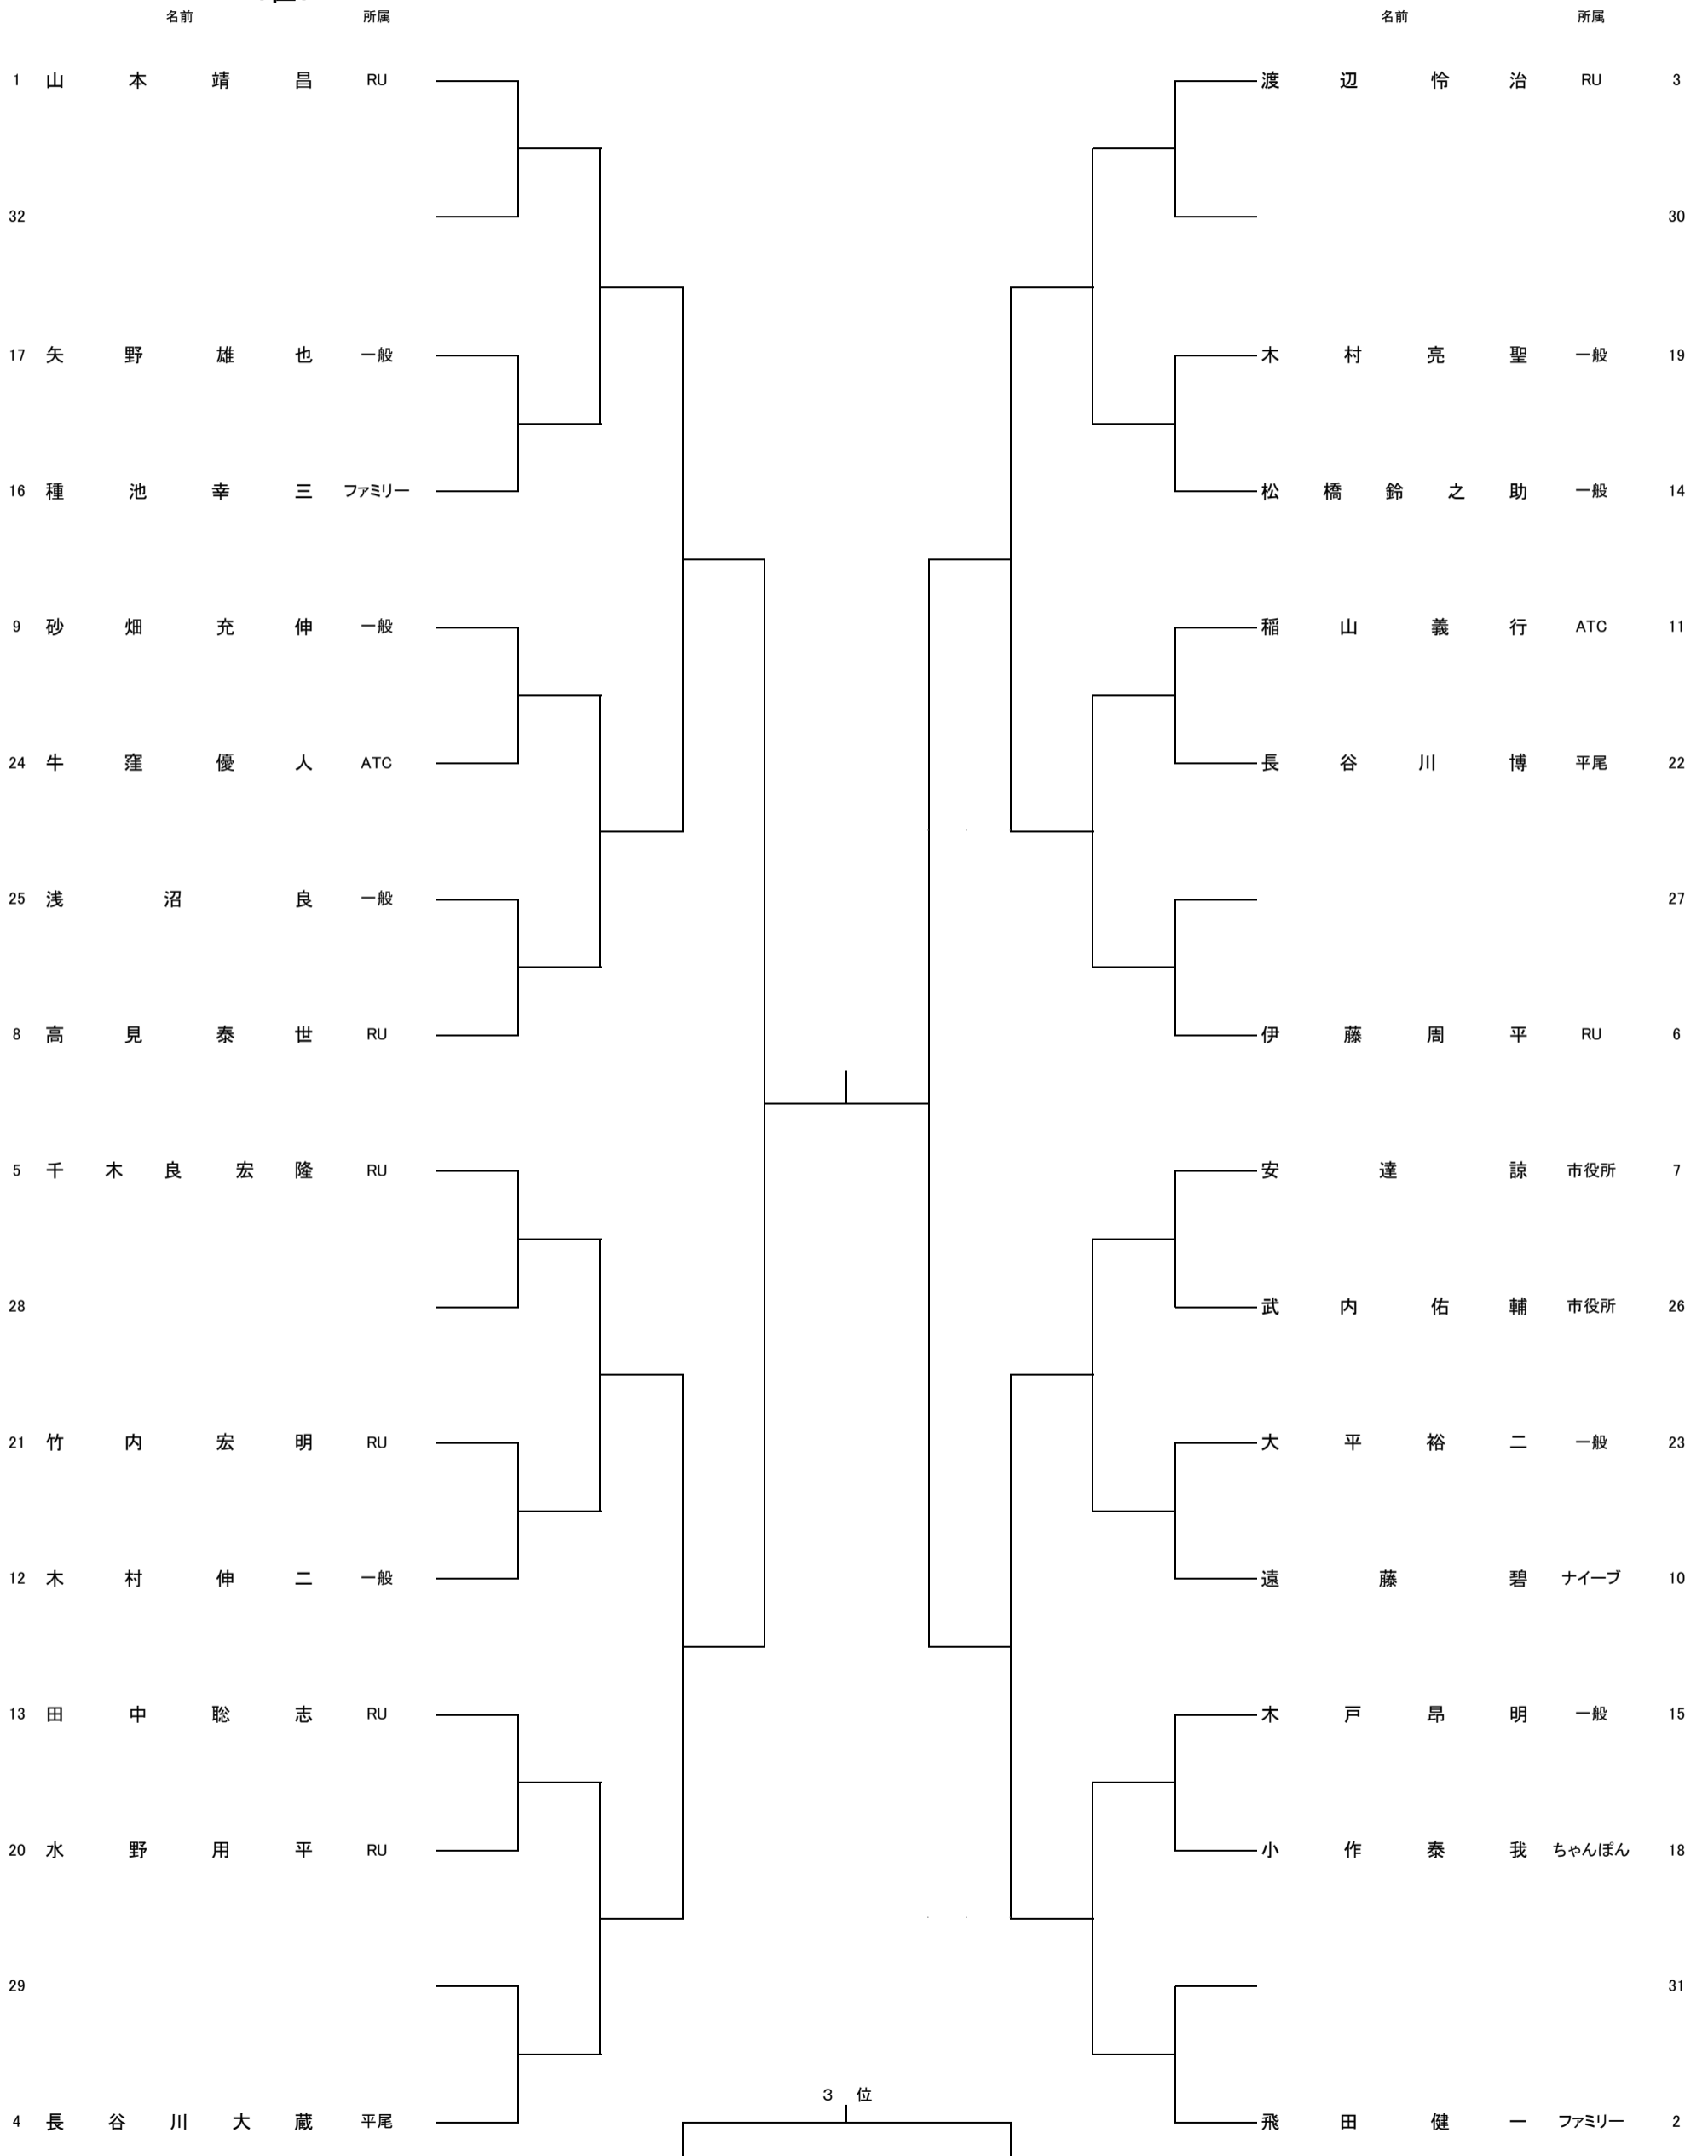 名前 所属 名前 所属
1 山本靖昌 RU 渡辺怜治 RU 3
32 30
17 矢野雄也 一般 木村亮聖 一般 19
16 種池幸三 ファミリー 松橋鈴之助 一般 14
9 砂畑充伸 一般 稲山義行 ATC 11
24 牛窪優人 ATC 長谷川博 平尾 22
25 浅沼良 一般 27
8 高見泰世 RU 伊藤周平 RU 6
5 千木良宏隆 RU 安達諒 市役所 7
28 武内佑輔 市役所 26
21 竹内宏明 RU 大平裕二 一般 23
12 木村伸二 一般 遠藤碧 ナイーブ 10
13 田中聡志 RU 木戸昂明 一般 15
20 水野用平 RU 小作泰我 ちゃんぽん 18
29 31
3 位
4 長谷川大蔵 平尾 飛田健一 ファミリー 2